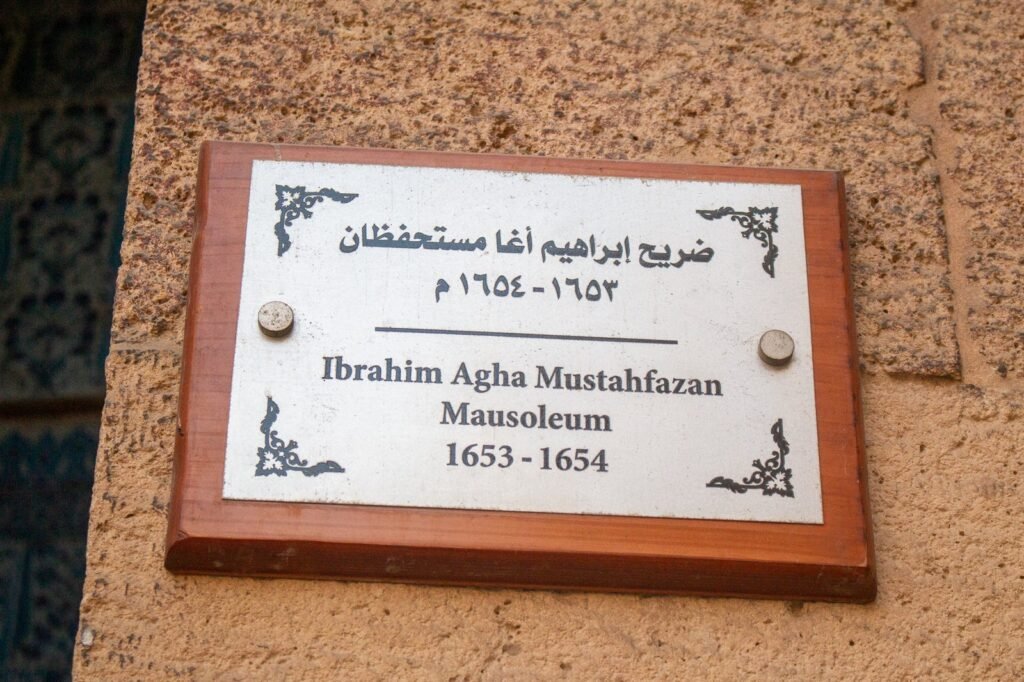 ضريح إبراهيم أغا مستحفظان
١٦٥٣-١٦٥٤ م
Ibrahim Agha Mustahfazan
Mausoleum
1653 - 1654